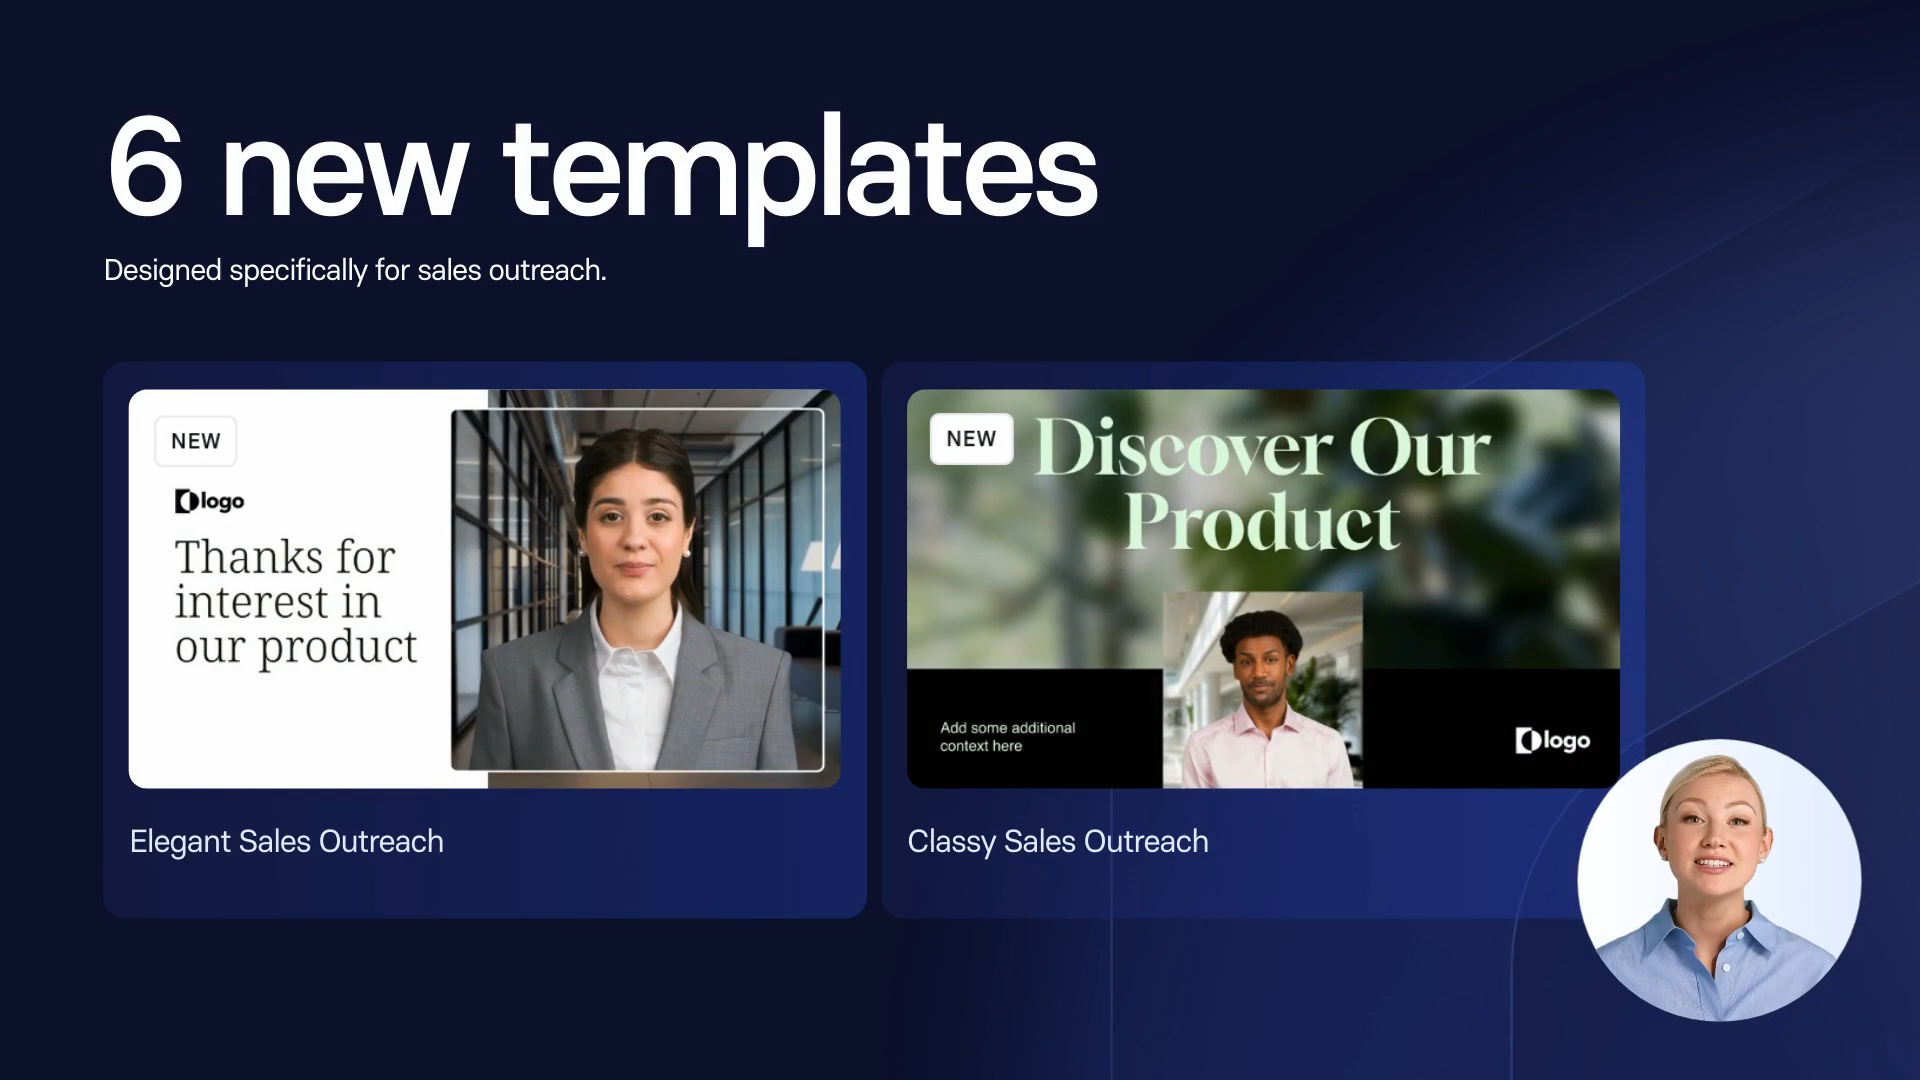 6 new templates
Designed specifically for sales outreach.
NEW
logo
Thanks for
interest in
our product
Elegant Sales Outreach
NEW
Discover Our
Product
Add some additional
context here
logo
Classy Sales Outreach